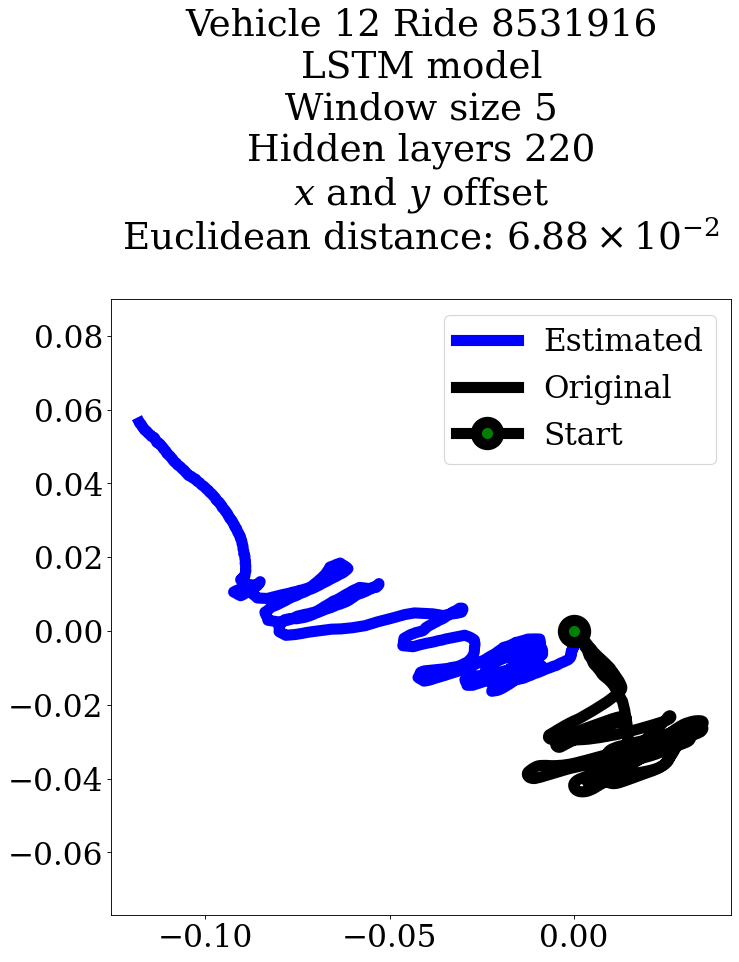 Vehicle 12 Ride 8531916
LSTM model
Window size 5
Hidden layers 220
x and y offset
Euclidean distance: 6.88 × 10⁻²
Estimated
Original
Start
0.08
0.06
0.04
0.02
0.00
−0.02
−0.04
−0.06
−0.10 −0.05 0.00